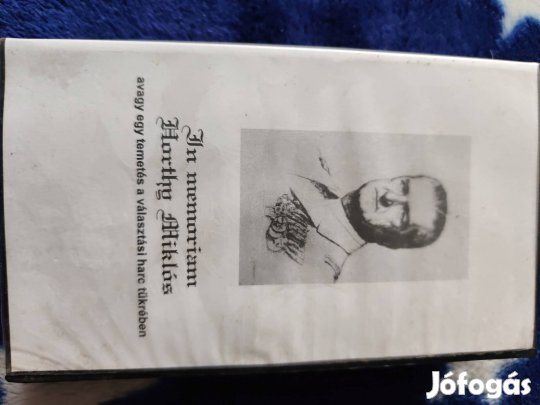 In memoriam
Horthy Miklós
avagy egy temetés a választási harc tükrében
Jófogás